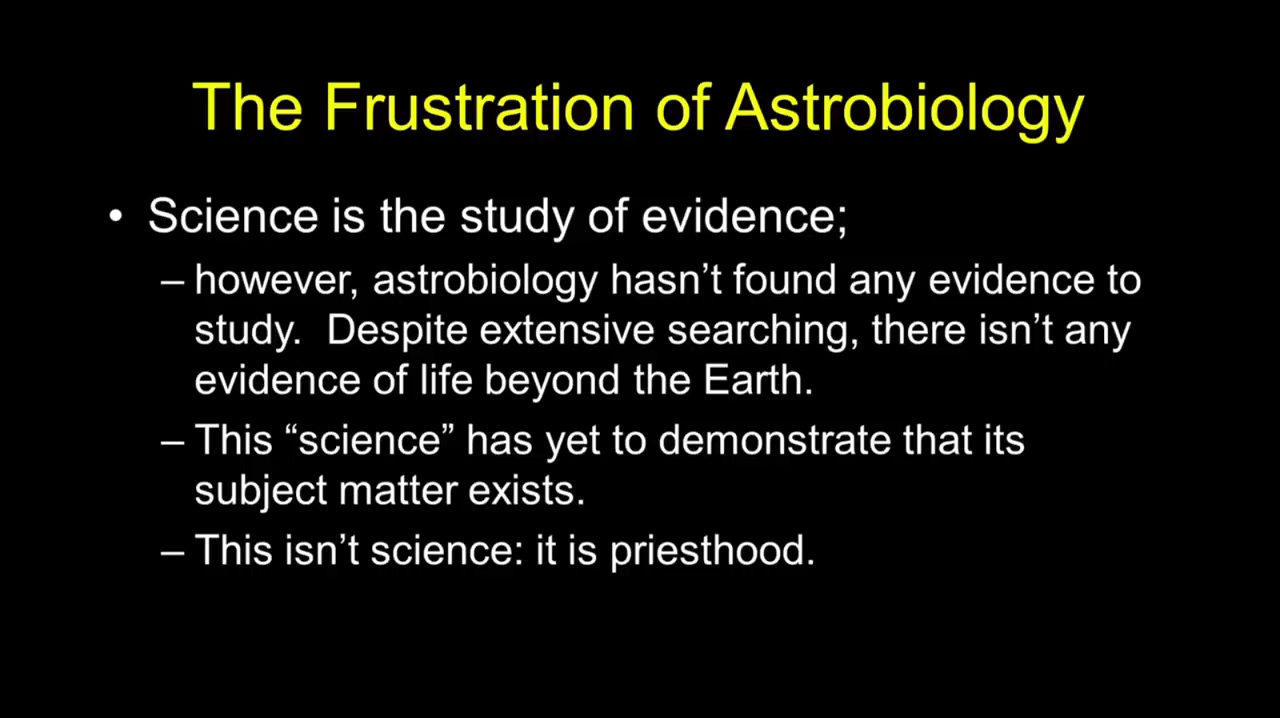 The Frustration of Astrobiology
• Science is the study of evidence;
– however, astrobiology hasn’t found any evidence to
study.  Despite extensive searching, there isn’t any
evidence of life beyond the Earth.
– This “science” has yet to demonstrate that its
subject matter exists.
– This isn’t science: it is priesthood.